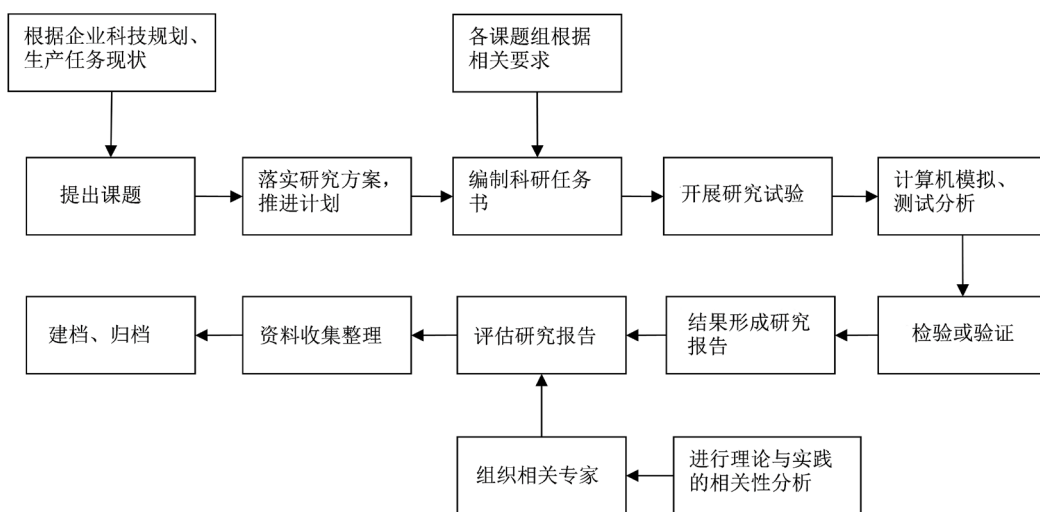 根据企业科技规划、
生产任务现状
各课题组根据
相关要求
提出课题
落实研究方案，
推进计划
编制科研任务
书
开展研究试验
计算机模拟、
测试分析
建档、归档
资料收集整理
评估研究报告
结果形成研究
报告
检验或验证
组织相关专家
进行理论与实践
的相关性分析